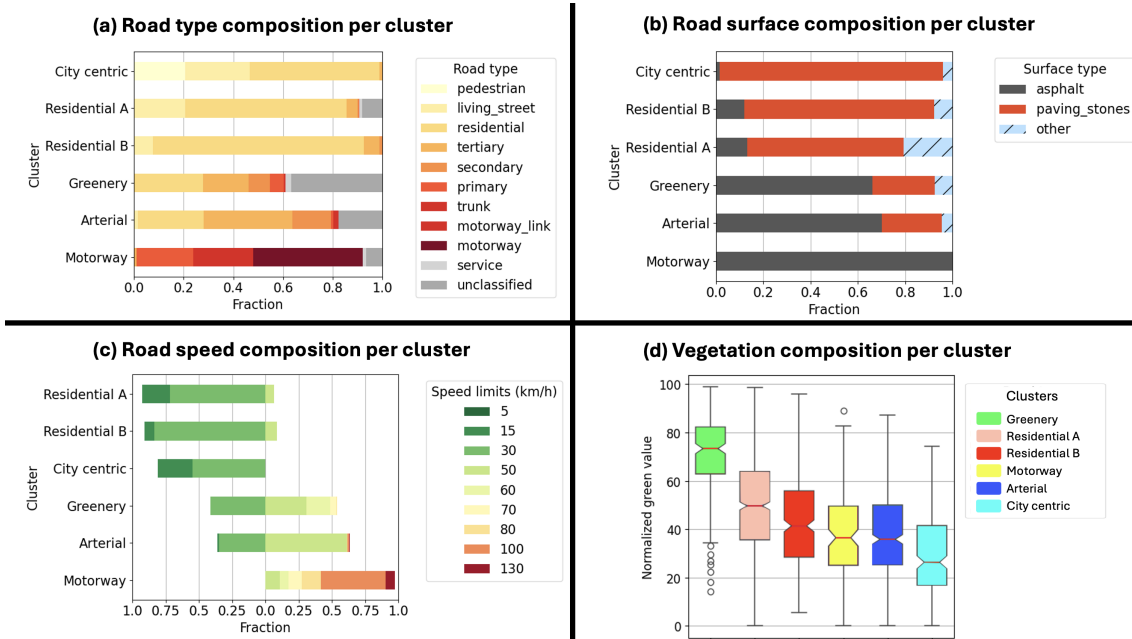 (a) Road type composition per cluster
City centric
Residential A
Residential B
Greenery
Arterial
Motorway
Cluster
0.0 0.2 0.4 0.6 0.8 1.0
Fraction
Road type
pedestrian
living_street
residential
tertiary
secondary
primary
trunk
motorway_link
motorway
service
unclassified
(b) Road surface composition per cluster
City centric
Residential B
Residential A
Greenery
Arterial
Motorway
Cluster
0.0 0.2 0.4 0.6 0.8 1.0
Fraction
Surface type
asphalt
paving_stones
other
(c) Road speed composition per cluster
Residential A
Residential B
City centric
Greenery
Arterial
Motorway
Cluster
1.0 0.75 0.5 0.25 0.0 0.25 0.5 0.75 1.0
Fraction
Speed limits (km/h)
5
15
30
50
60
70
80
100
130
(d) Vegetation composition per cluster
100
80
60
40
20
0
Normalized green value
Clusters
Greenery
Residential A
Residential B
Motorway
Arterial
City centric